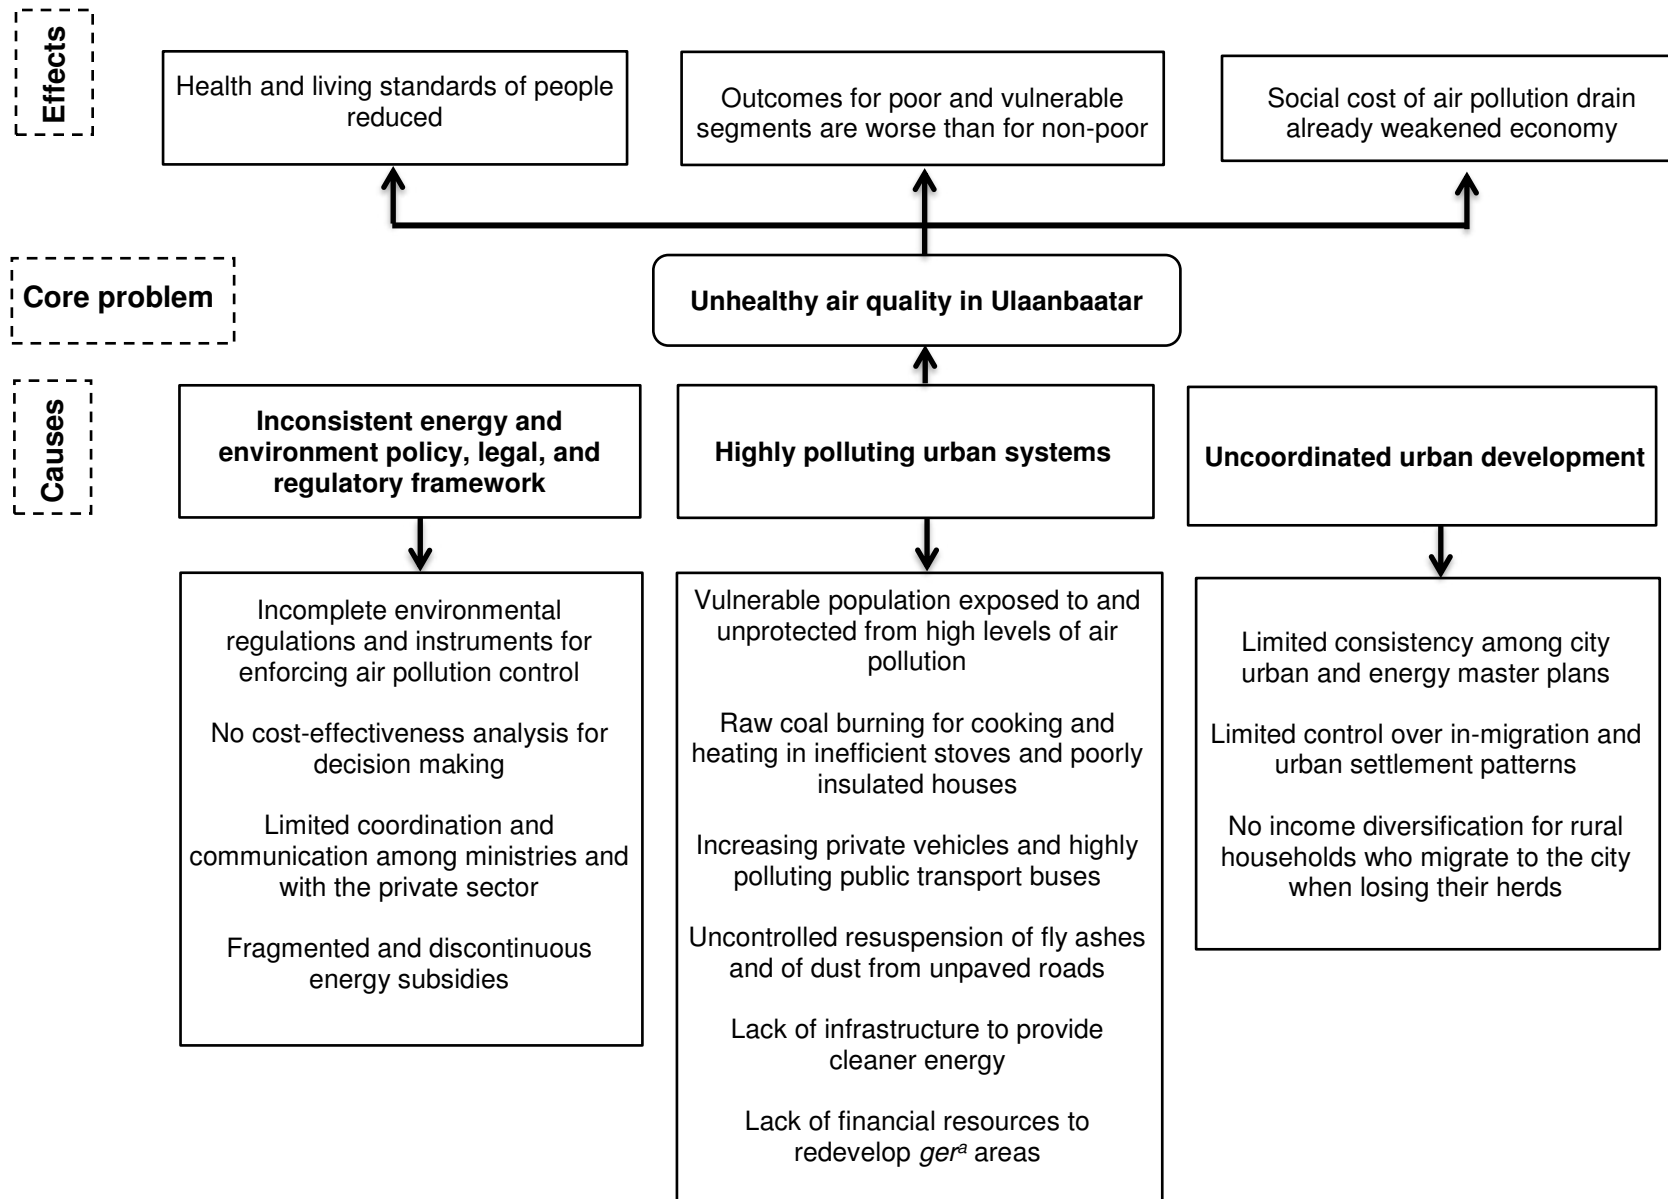 Effects
Health and living standards of people
reduced
Outcomes for poor and vulnerable
segments are worse than for non-poor
Social cost of air pollution drain
already weakened economy
Core problem
Unhealthy air quality in Ulaanbaatar
Causes
Inconsistent energy and
environment policy, legal, and
regulatory framework
Highly polluting urban systems
Uncoordinated urban development
Incomplete environmental
regulations and instruments for
enforcing air pollution control
No cost-effectiveness analysis for
decision making
Limited coordination and
communication among ministries and
with the private sector
Fragmented and discontinuous
energy subsidies
Vulnerable population exposed to and
unprotected from high levels of air
pollution
Raw coal burning for cooking and
heating in inefficient stoves and poorly
insulated houses
Increasing private vehicles and highly
polluting public transport buses
Uncontrolled resuspension of fly ashes
and of dust from unpaved roads
Lack of infrastructure to provide
cleaner energy
Lack of financial resources to
redevelop gerᵃ areas
Limited consistency among city
urban and energy master plans
Limited control over in-migration and
urban settlement patterns
No income diversification for rural
households who migrate to the city
when losing their herds